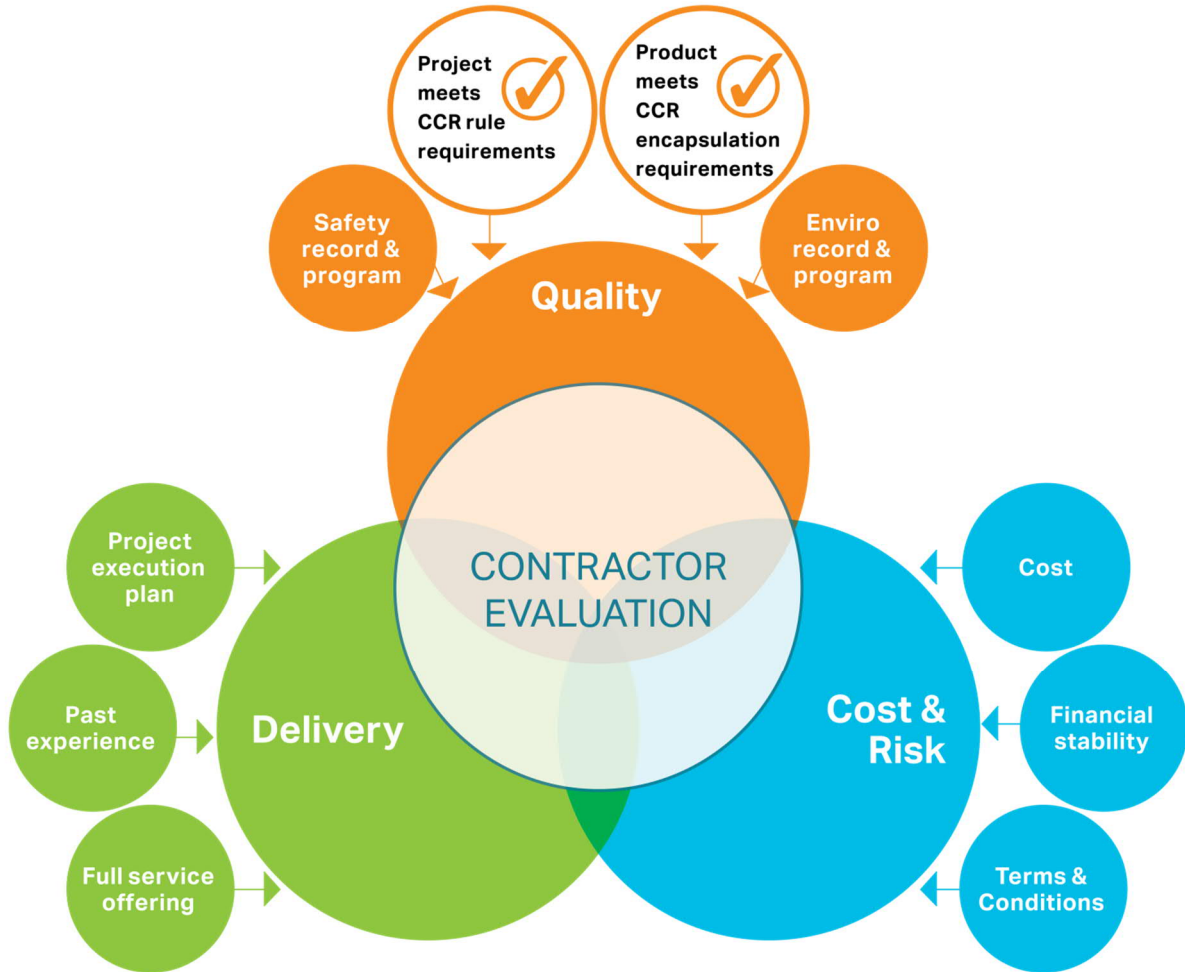 Project
meets
CCR rule
requirements
Product
meets
CCR
encapsulation
requirements
Safety
record &
program
Enviro
record &
program
Quality
Project
execution
plan
Past
experience
Full service
offering
Delivery
CONTRACTOR
EVALUATION
Cost &
Risk
Cost
Financial
stability
Terms &
Conditions